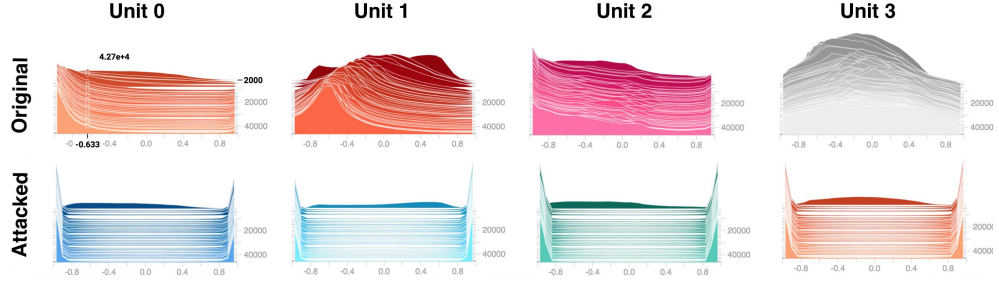 Unit 0 Unit 1 Unit 2 Unit 3
Original
4.27e+4
2000
20000 20000 20000 20000
40000 40000 40000 40000
-0.633
-0 -0.4 0.0 0.4 0.8 -0.8 -0.4 0.0 0.4 0.8 -0.8 -0.4 0.0 0.4 0.8 -0.8 -0.4 0.0 0.4 0.8
Attacked
20000 20000 20000 20000
40000 40000 40000 40000
-0.8 -0.4 0.0 0.4 0.8 -0.8 -0.4 0.0 0.4 0.8 -0.8 -0.4 0.0 0.4 0.8 -0.8 -0.4 0.0 0.4 0.8